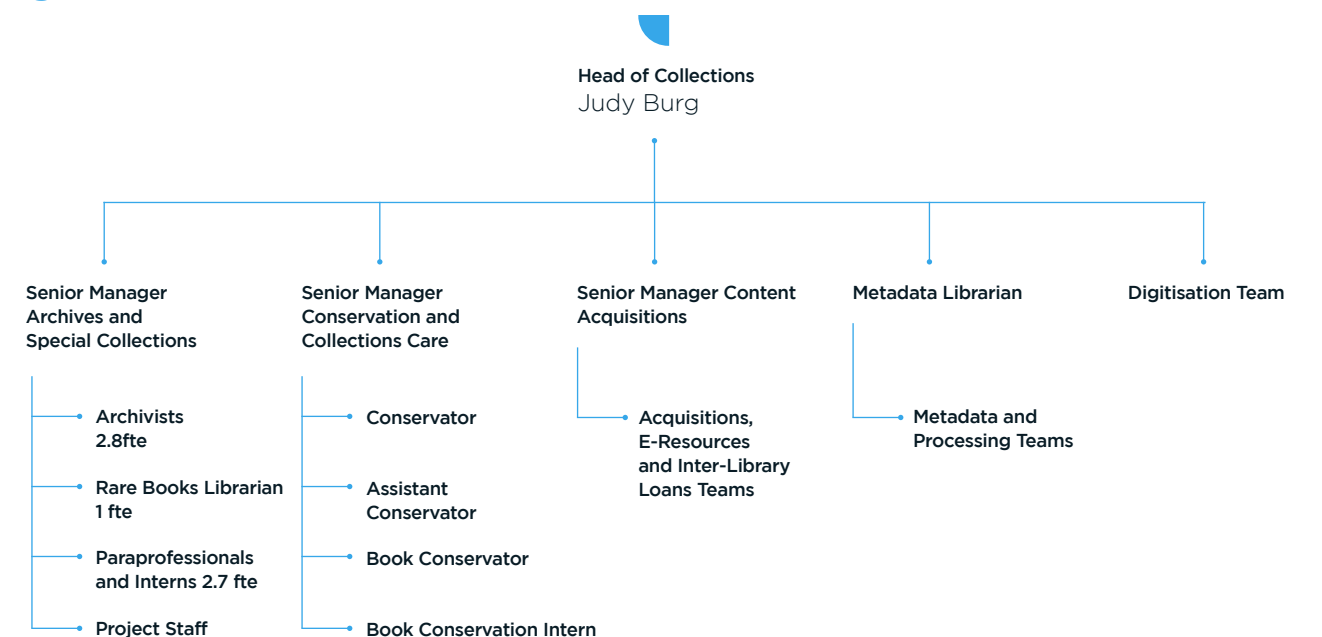 Head of Collections
Judy Burg
Senior Manager
Archives and
Special Collections
Archivists
2.8fte
Rare Books Librarian
1 fte
Paraprofessionals
and Interns 2.7 fte
Project Staff
Senior Manager
Conservation and
Collections Care
Conservator
Assistant
Conservator
Book Conservator
Book Conservation Intern
Senior Manager Content
Acquisitions
Acquisitions,
E-Resources
and Inter-Library
Loans Teams
Metadata Librarian
Metadata and
Processing Teams
Digitisation Team